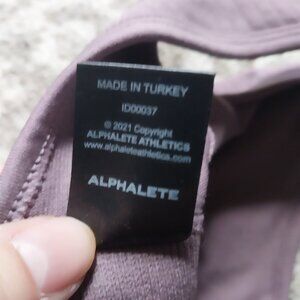 MADE IN TURKEY
ID00037
© 2021 Copyright
ALPHALETE ATHLETICS
www.alphaleteathletics.com
ALPHALETE